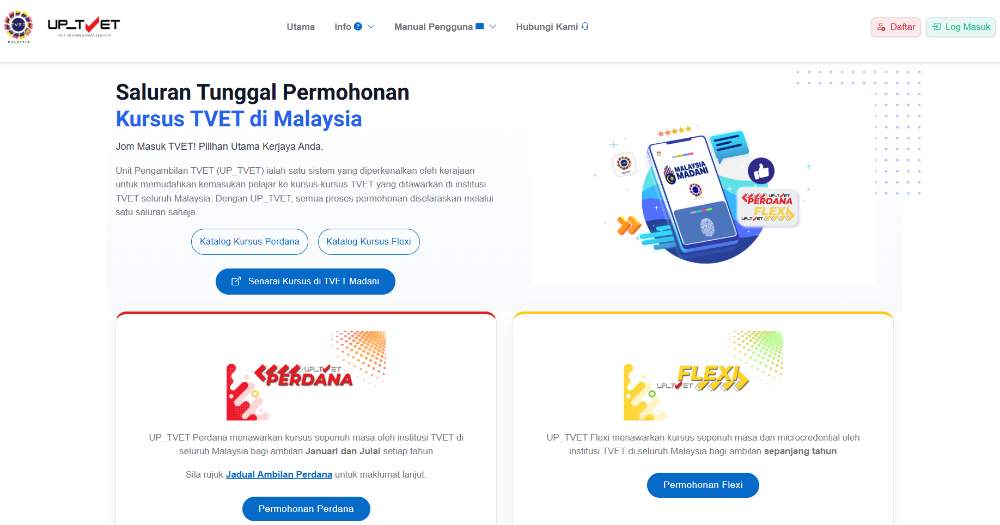 TVET
MALAYSIA
UP_TVET
TVET PILIHAN UTAMA KERJAYA
Utama
Info ?
Manual Pengguna
Hubungi Kami
Daftar
Log Masuk
Saluran Tunggal Permohonan
Kursus TVET di Malaysia
Jom Masuk TVET! Pilihan Utama Kerjaya Anda.
Unit Pengambilan TVET (UP_TVET) ialah satu sistem yang diperkenalkan oleh kerajaan
untuk memudahkan kemasukan pelajar ke kursus-kursus TVET yang ditawarkan di institusi
TVET seluruh Malaysia. Dengan UP_TVET, semua proses permohonan diselaraskan melalui
satu saluran sahaja.
Katalog Kursus Perdana
Katalog Kursus Flexi
Senarai Kursus di TVET Madani
MyTVET
MALAYSIA
MADANI
UP_TVET
PERDANA
FLEXI
UP_TVET
UP_TVET
PERDANA
UP_TVET Perdana menawarkan kursus sepenuh masa oleh institusi TVET di
seluruh Malaysia bagi ambilan Januari dan Julai setiap tahun
Sila rujuk Jadual Ambilan Perdana untuk maklumat lanjut.
Permohonan Perdana
FLEXI
UP_TVET
UP_TVET Flexi menawarkan kursus sepenuh masa dan microcredential oleh
institusi TVET di seluruh Malaysia bagi ambilan sepanjang tahun
Permohonan Flexi